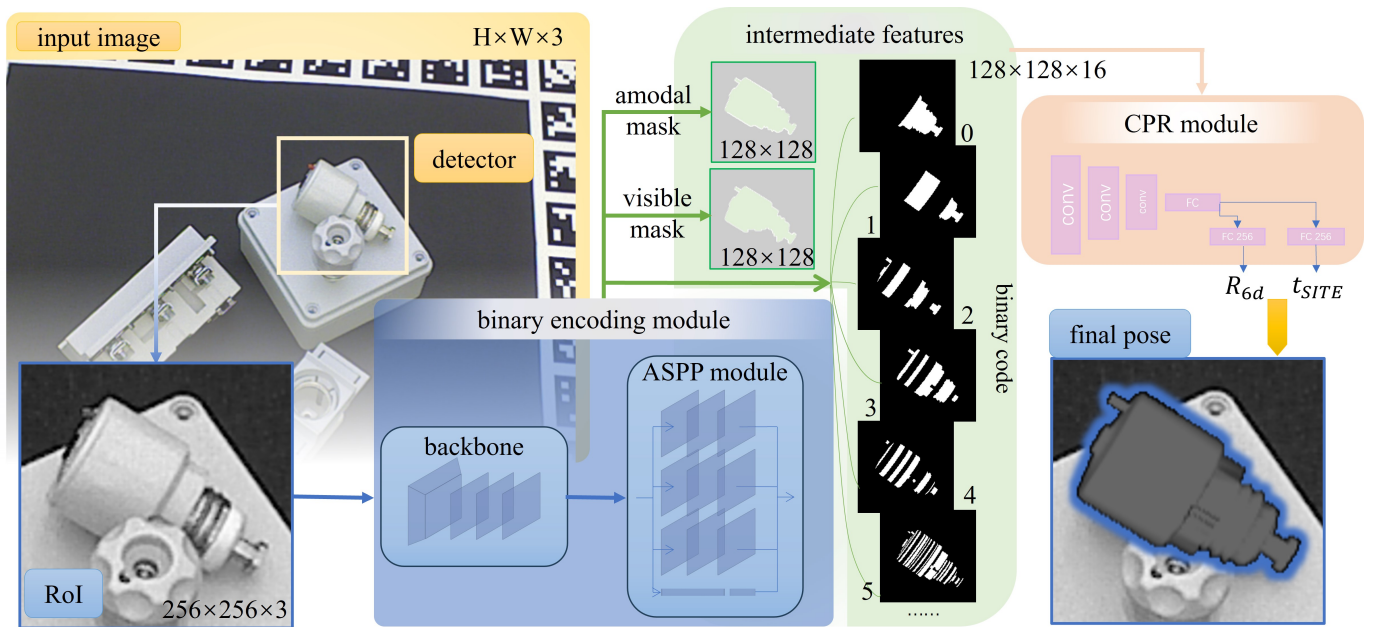 input image
H×W×3
detector
RoI
256×256×3
binary encoding module
backbone
ASPP module
amodal
mask
128×128
visible
mask
128×128
intermediate features
0
1
2
3
4
5
......
binary code
128×128×16
CPR module
conv
conv
conv
FC
FC 256
FC 256
R6d
tSITE
final pose